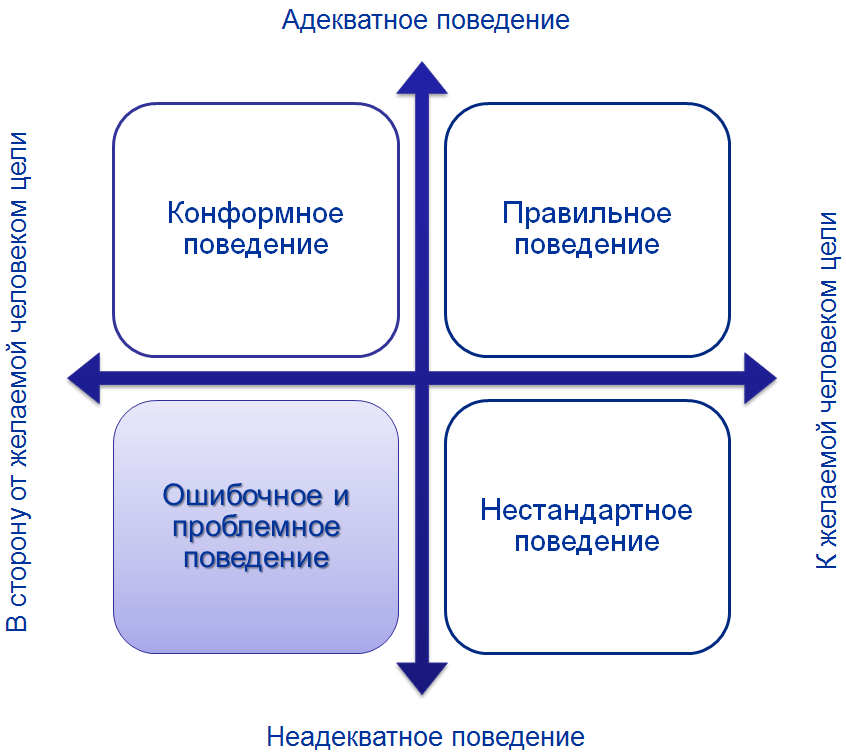 Адекватное поведение
В сторону от желаемой человеком цели
Конформное
поведение
Правильное
поведение
К желаемой человеком цели
Ошибочное и
проблемное
поведение
Нестандартное
поведение
Неадекватное поведение